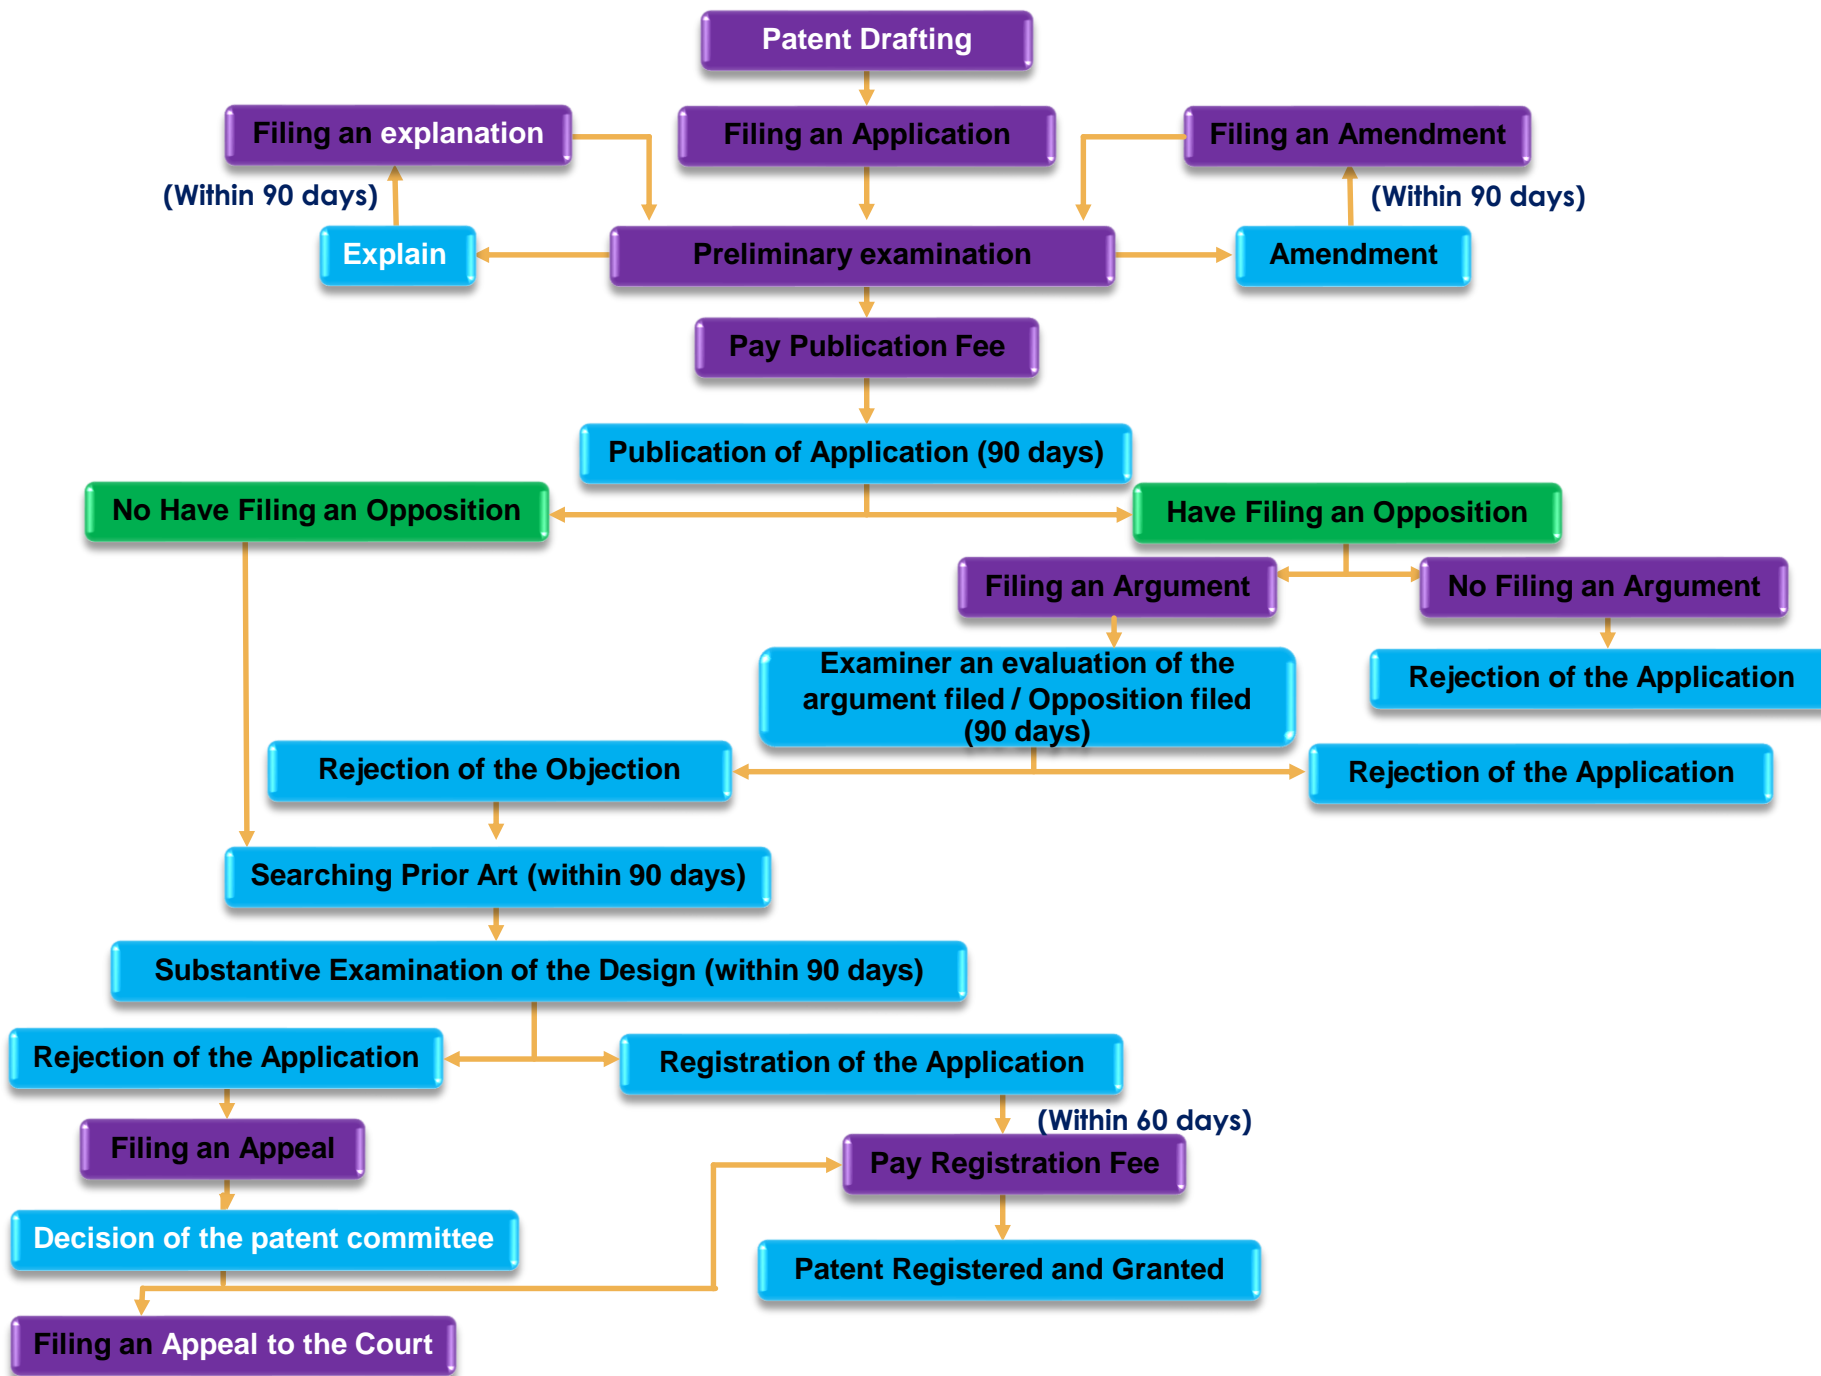 Patent Drafting
Filing an explanation
Filing an Application
Filing an Amendment
(Within 90 days)
(Within 90 days)
Explain
Preliminary examination
Amendment
Pay Publication Fee
Publication of Application (90 days)
No Have Filing an Opposition
Have Filing an Opposition
Filing an Argument
No Filing an Argument
Examiner an evaluation of the
argument filed / Opposition filed
(90 days)
Rejection of the Application
Rejection of the Objection
Rejection of the Application
Searching Prior Art (within 90 days)
Substantive Examination of the Design (within 90 days)
Rejection of the Application
Registration of the Application
(Within 60 days)
Filing an Appeal
Pay Registration Fee
Decision of the patent committee
Patent Registered and Granted
Filing an Appeal to the Court